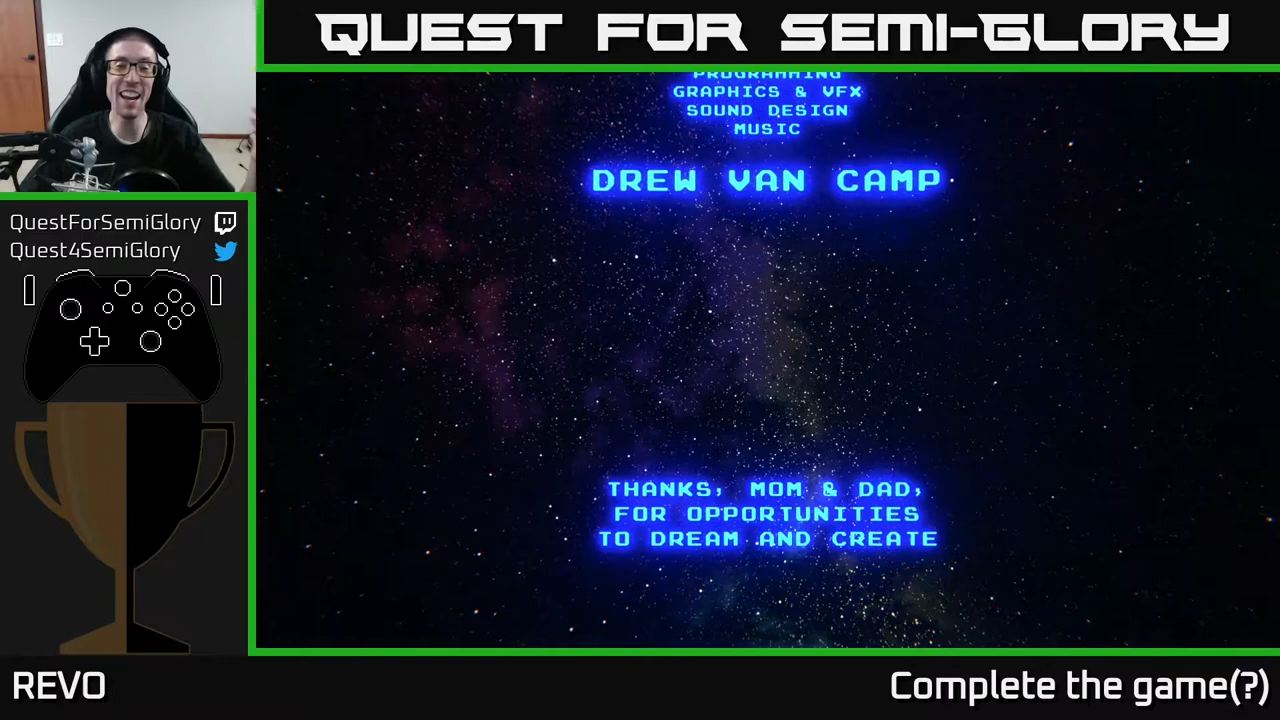 QUEST FOR SEMI-GLORY
PROGRAMMING
GRAPHICS & VFX
SOUND DESIGN
MUSIC
DREW VAN CAMP
QuestForSemiGlory
Quest4SemiGlory
THANKS, MOM & DAD,
FOR OPPORTUNITIES
TO DREAM AND CREATE
REVO
Complete the game(?)